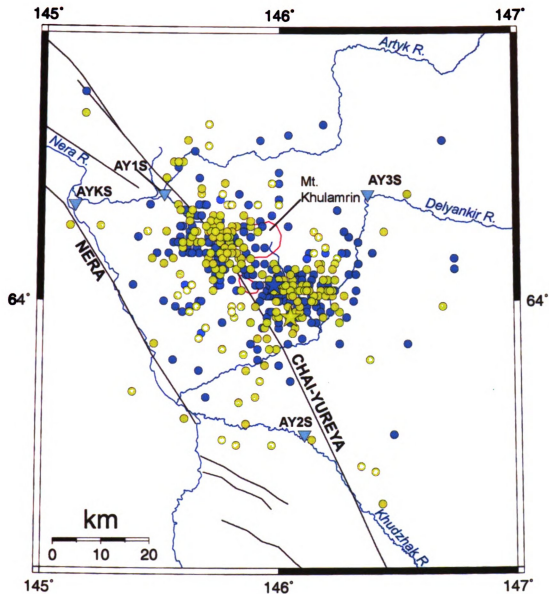 145
146
147
Artyk R.
Nera R.
AY1S
Mt.
Khulamrin
AYKS
AY3S
Delyankir R.
NERA
64°
64°
CHAI-YUREYA
AY2S
km
0 10 20
Khudzhak R.
145°
146°
147°